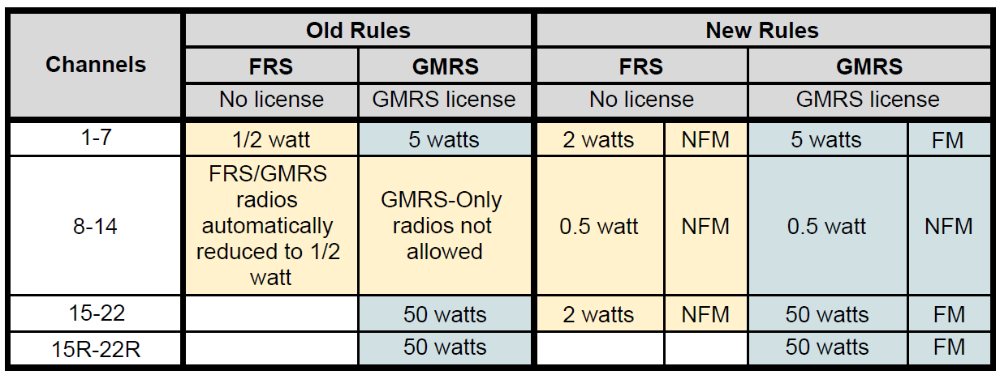 Channels
Old Rules
New Rules
FRS
GMRS
FRS
GMRS
No license
GMRS license
No license
GMRS license
1-7
1/2 watt
5 watts
2 watts
NFM
5 watts
FM
8-14
FRS/GMRS
radios
automatically
reduced to 1/2
watt
GMRS-Only
radios not
allowed
0.5 watt
NFM
0.5 watt
NFM
15-22
50 watts
2 watts
NFM
50 watts
FM
15R-22R
50 watts
50 watts
FM